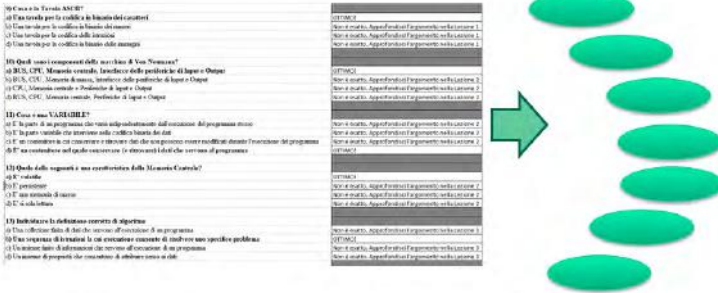 9) Cosa è la Tavola ASCII?
a) Una tavola per la codifica in binario dei caratteri OTTIMO!
b) Una tavola per la codifica in binario dei numeri Non è esatto. Approfondisci l'argomento nella Lezione 1
c) Una tavola per la codifica delle istruzioni Non è esatto. Approfondisci l'argomento nella Lezione 1
d) Una tavola per la codifica in binario delle immagini Non è esatto. Approfondisci l'argomento nella Lezione 1
10) Quali sono i componenti della macchina di Von Neumann?
a) BUS, CPU, Memoria centrale, Interfacce delle periferiche di Input e Output OTTIMO!
b) BUS, CPU, Memoria di massa, Interfacce delle periferiche di Input e Output Non è esatto. Approfondisci l'argomento nella Lezione 2
c) CPU, Memoria centrale e Periferiche di Input e Output Non è esatto. Approfondisci l'argomento nella Lezione 2
d) BUS, CPU, Memoria centrale, Periferiche di Input e Output Non è esatto. Approfondisci l'argomento nella Lezione 2
11) Cosa è una VARIABILE?
a) E' la parte di un programma che varia indipendentemente dall'esecuzione del programma stesso Non è esatto. Approfondisci l'argomento nella Lezione 2
b) E' la parte variabile che interviene nella codifica binaria dei dati Non è esatto. Approfondisci l'argomento nella Lezione 2
c) E' un contenitore in cui conservare e ritrovare dati che non possono essere modificati durante l'esecuzione del programma Non è esatto. Approfondisci l'argomento nella Lezione 2
d) E' un contenitore nel quale conservare (e ritrovare) i dati che servono al programma OTTIMO!
12) Quale delle seguenti è una caratteristica della Memoria Centrale?
a) E' volatile OTTIMO!
b) E' persistente Non è esatto. Approfondisci l'argomento nella Lezione 2
c) E' una memoria di massa Non è esatto. Approfondisci l'argomento nella Lezione 2
d) E' a sola lettura Non è esatto. Approfondisci l'argomento nella Lezione 2
13) Individuare la definizione corretta di algoritmo
a) Una collezione finita di dati che servono all'esecuzione di un programma Non è esatto. Approfondisci l'argomento nella Lezione 3
b) Una sequenza di istruzioni la cui esecuzione consente di risolvere uno specifico problema OTTIMO!
c) Un insieme finito di informazioni che servono all'esecuzione di un programma Non è esatto. Approfondisci l'argomento nella Lezione 3
d) Un insieme di proprietà che consentono di attribuire senso ai dati Non è esatto. Approfondisci l'argomento nella Lezione 3